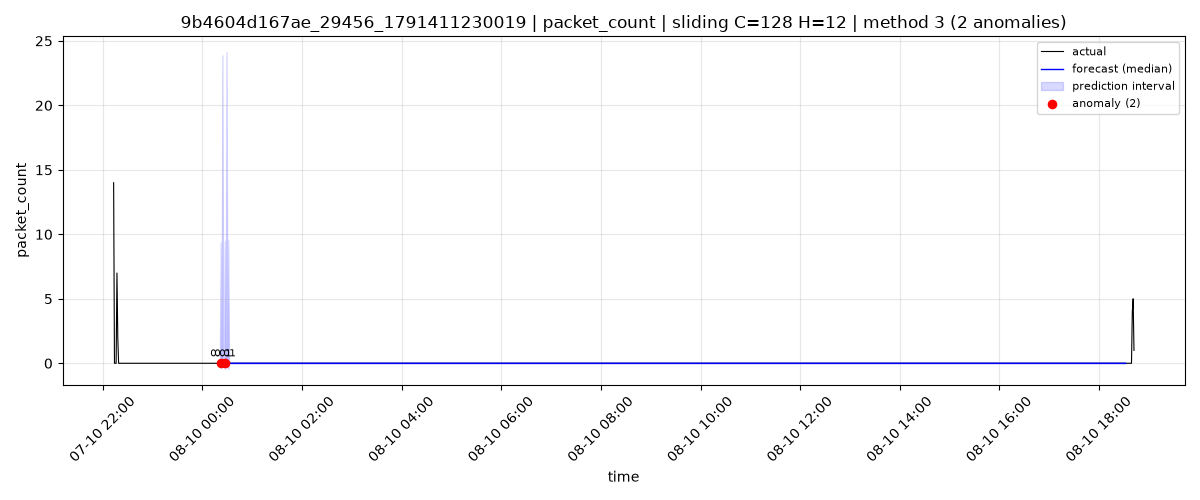 9b4604d167ae_29456_1791411230019 | packet_count | sliding C=128 H=12 | method 3 (2 anomalies)
25
20
15
10
5
0
packet_count
actual
forecast (median)
prediction interval
anomaly (2)
07-10 22:00
08-10 00:00
08-10 02:00
08-10 04:00
08-10 06:00
08-10 08:00
08-10 10:00
08-10 12:00
08-10 14:00
08-10 16:00
08-10 18:00
time